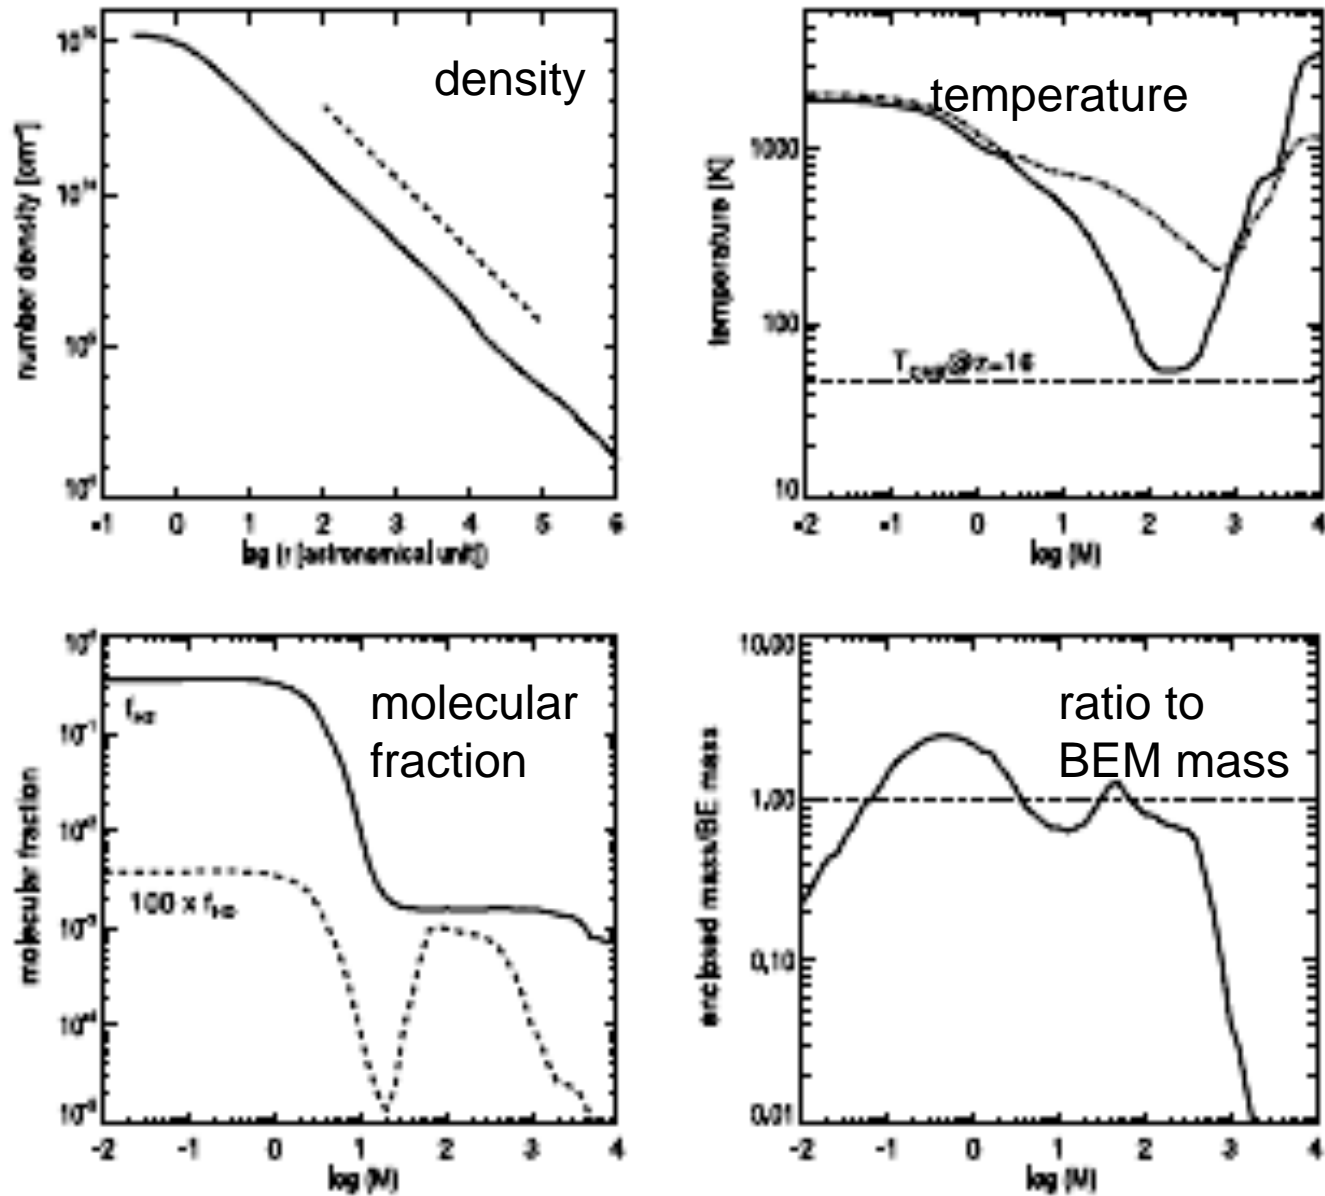 density
number density [cm⁻³]
-1 0 1 2 3 4 5 6
log (r [astronomical unit])
temperature
temperature [K]
1000
100
10
-2 -1 0 1 2 3 4
log (M)
molecular
fraction
molecular fraction
100 x f
-2 -1 0 1 2 3 4
log (M)
ratio to
BEM mass
enclosed mass/BE mass
10.00
1.00
0.10
0.01
-2 -1 0 1 2 3 4
log (M)